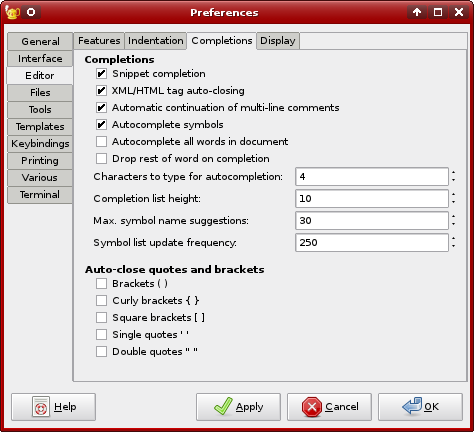 Preferences
General
Interface
Editor
Files
Tools
Templates
Keybindings
Printing
Various
Terminal
Features Indentation Completions Display
Completions
Snippet completion
XML/HTML tag auto-closing
Automatic continuation of multi-line comments
Autocomplete symbols
Autocomplete all words in document
Drop rest of word on completion
Characters to type for autocompletion: 4
Completion list height: 10
Max. symbol name suggestions: 30
Symbol list update frequency: 250
Auto-close quotes and brackets
Brackets ( )
Curly brackets { }
Square brackets [ ]
Single quotes ' '
Double quotes " "
Help Apply Cancel OK